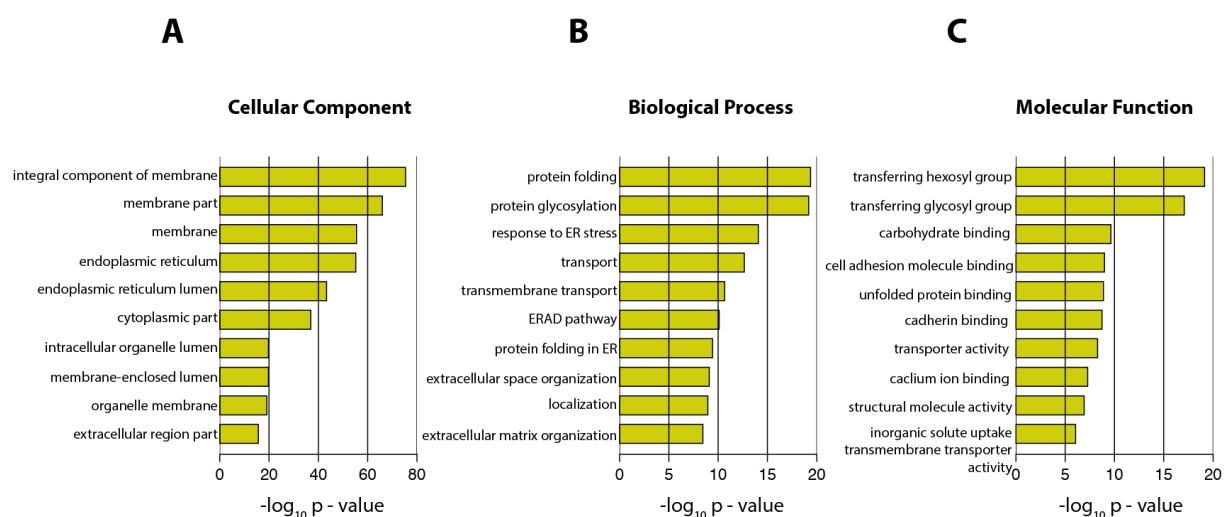 A
B
C
Cellular Component
Biological Process
Molecular Function
integral component of membrane
membrane part
membrane
endoplasmic reticulum
endoplasmic reticulum lumen
cytoplasmic part
intracellular organelle lumen
membrane-enclosed lumen
organelle membrane
extracellular region part
0 20 40 60 80
-log10 p - value
protein folding
protein glycosylation
response to ER stress
transport
transmembrane transport
ERAD pathway
protein folding in ER
extracellular space organization
localization
extracellular matrix organization
0 5 10 15 20
-log10 p - value
transferring hexosyl group
transferring glycosyl group
carbohydrate binding
cell adhesion molecule binding
unfolded protein binding
cadherin binding
transporter activity
caclium ion binding
structural molecule activity
inorganic solute uptake
transmembrane transporter
activity
0 5 10 15 20
-log10 p - value